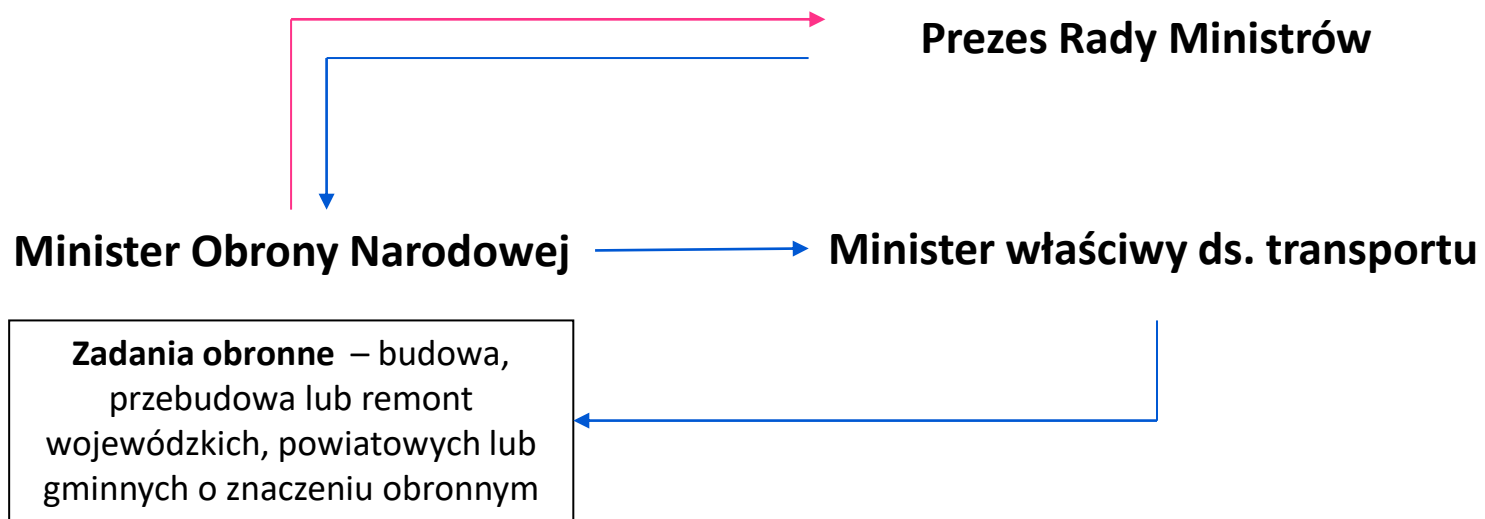 Prezes Rady Ministrów
Minister Obrony Narodowej
Minister właściwy ds. transportu
Zadania obronne – budowa,
przebudowa lub remont
wojewódzkich, powiatowych lub
gminnych o znaczeniu obronnym